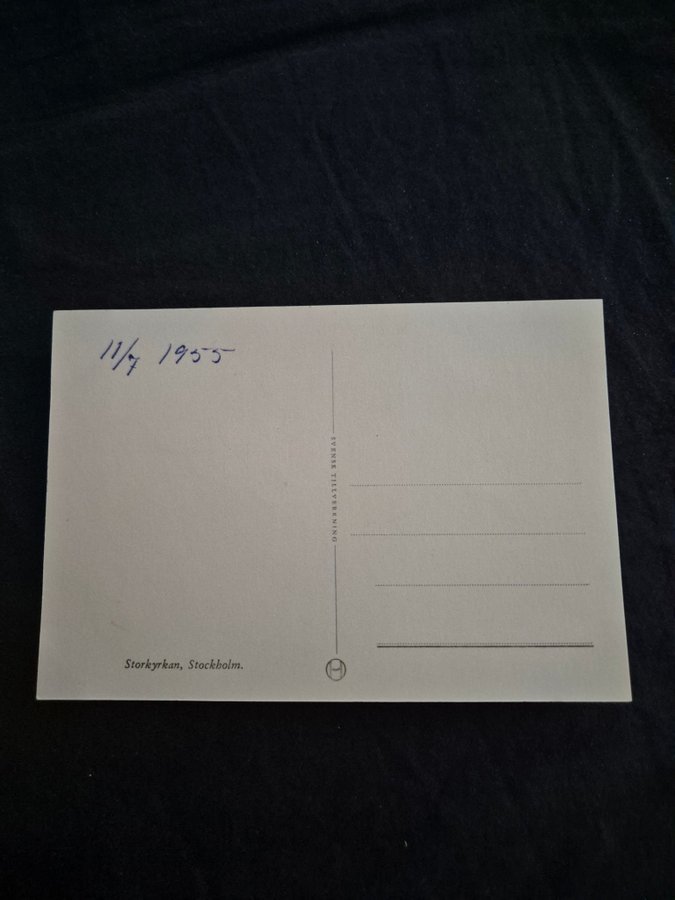 11/7 1955
SVENSK TILLVERKNING
Storkyrkan, Stockholm.